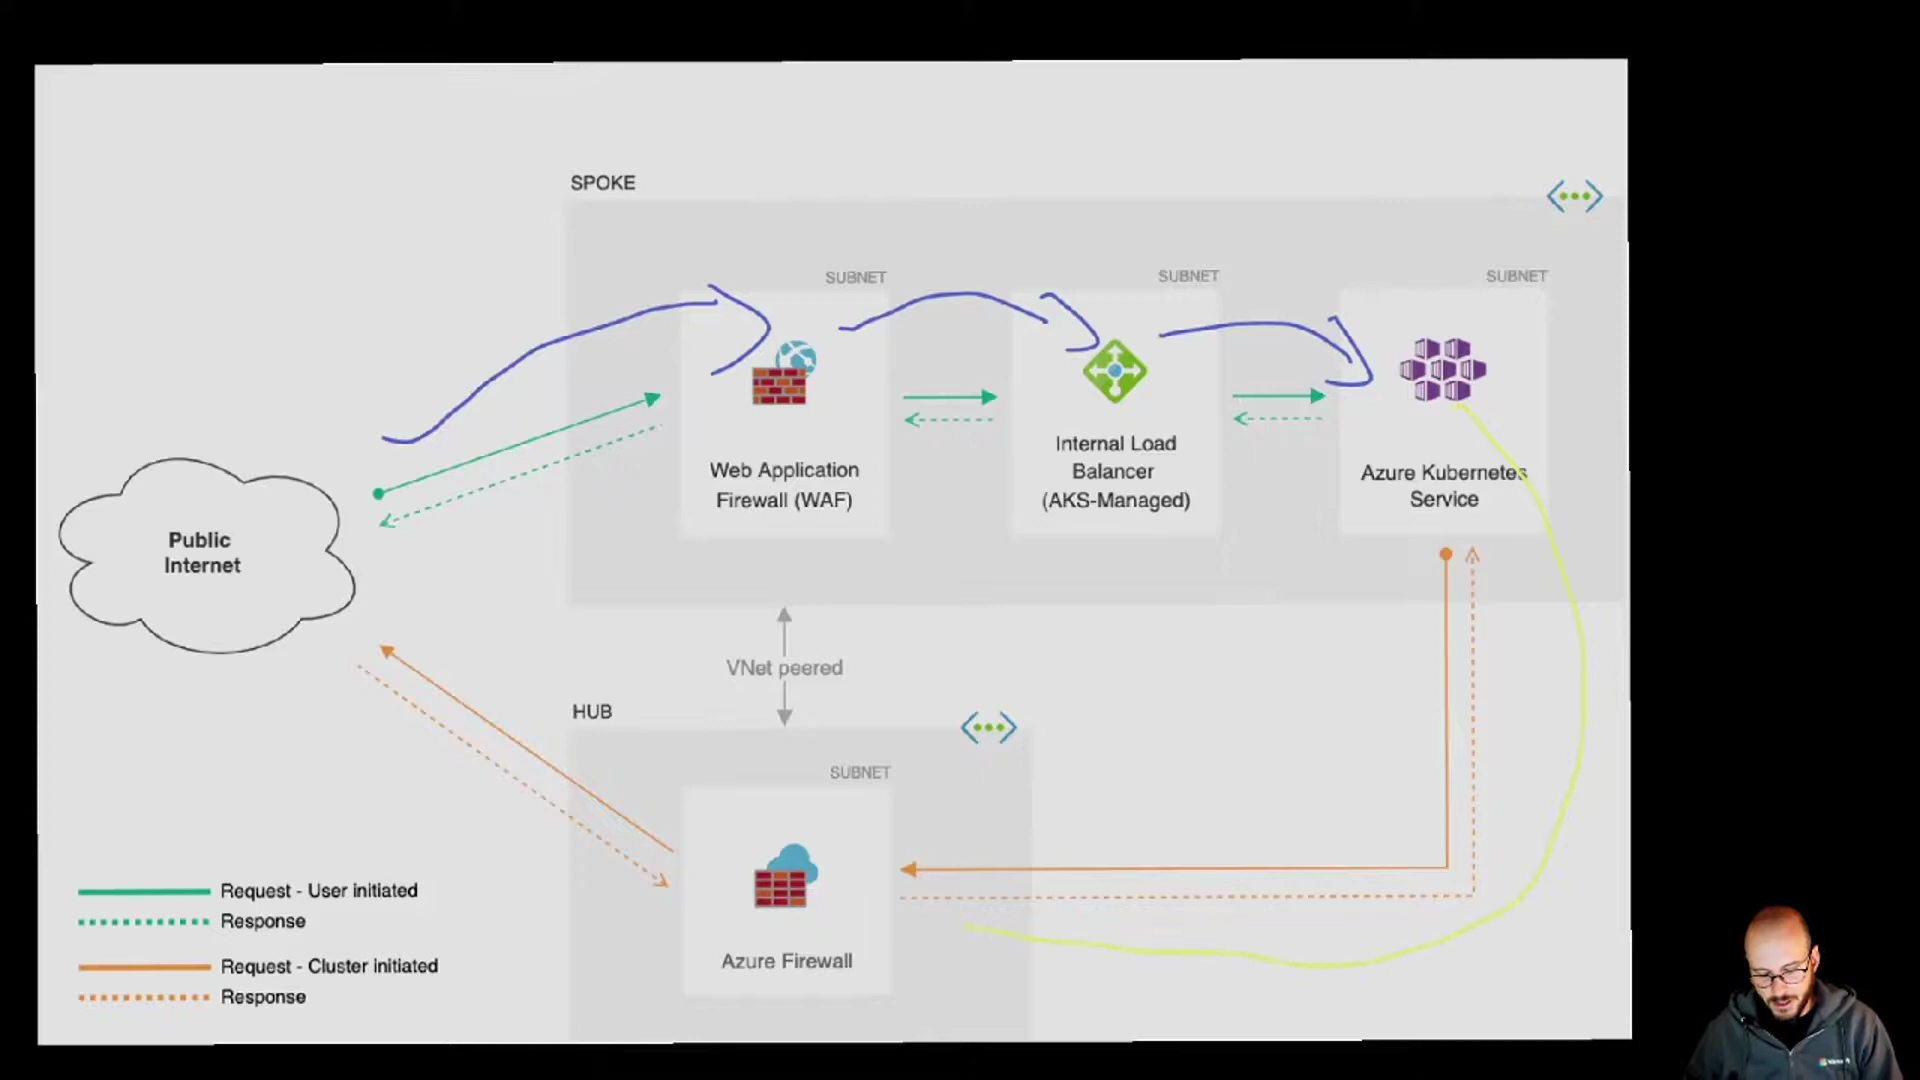 SPOKE
SUBNET
SUBNET
SUBNET
Web Application
Firewall (WAF)
Internal Load
Balancer
(AKS-Managed)
Azure Kubernetes
Service
Public
Internet
VNet peered
HUB
SUBNET
Azure Firewall
Request - User initiated
Response
Request - Cluster initiated
Response